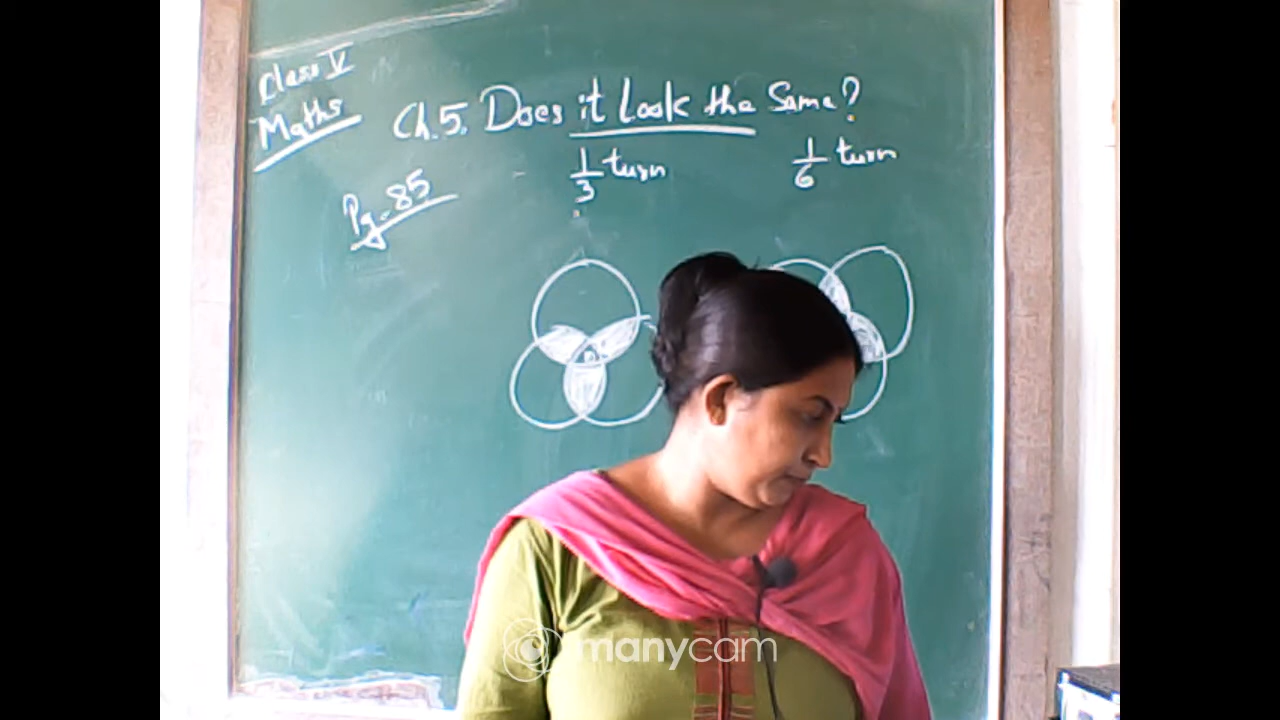 Class V
Maths
Ch.5. Does it Look the Same?
Pg. 85
1/3 turn
1/6 turn
manycam